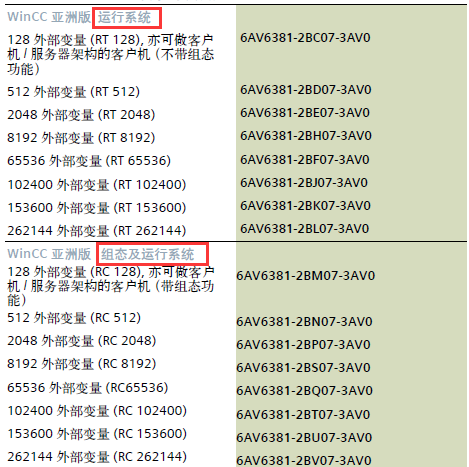 WinCC 亚洲版 运行系统
128 外部变量 (RT 128), 亦可做客户 6AV6381-2BC07-3AV0
机 / 服务器架构的客户机 (不带组态
功能）
512 外部变量 (RT 512) 6AV6381-2BD07-3AV0
2048 外部变量 (RT 2048) 6AV6381-2BE07-3AV0
8192 外部变量 (RT 8192) 6AV6381-2BH07-3AV0
65536 外部变量 (RT 65536) 6AV6381-2BF07-3AV0
102400 外部变量 (RT 102400) 6AV6381-2BJ07-3AV0
153600 外部变量 (RT 153600) 6AV6381-2BK07-3AV0
262144 外部变量 (RT 262144) 6AV6381-2BL07-3AV0
WinCC 亚洲版 组态及运行系统
128 外部变量 (RC 128), 亦可做客户 6AV6381-2BM07-3AV0
机 / 服务器架构的客户机（带组态功
能）
512 外部变量 (RC 512) 6AV6381-2BN07-3AV0
2048 外部变量 (RC 2048) 6AV6381-2BP07-3AV0
8192 外部变量 (RC 8192) 6AV6381-2BS07-3AV0
65536 外部变量 (RC65536) 6AV6381-2BQ07-3AV0
102400 外部变量 (RC 102400) 6AV6381-2BT07-3AV0
153600 外部变量 (RC 153600) 6AV6381-2BU07-3AV0
262144 外部变量 (RC 262144) 6AV6381-2BV07-3AV0